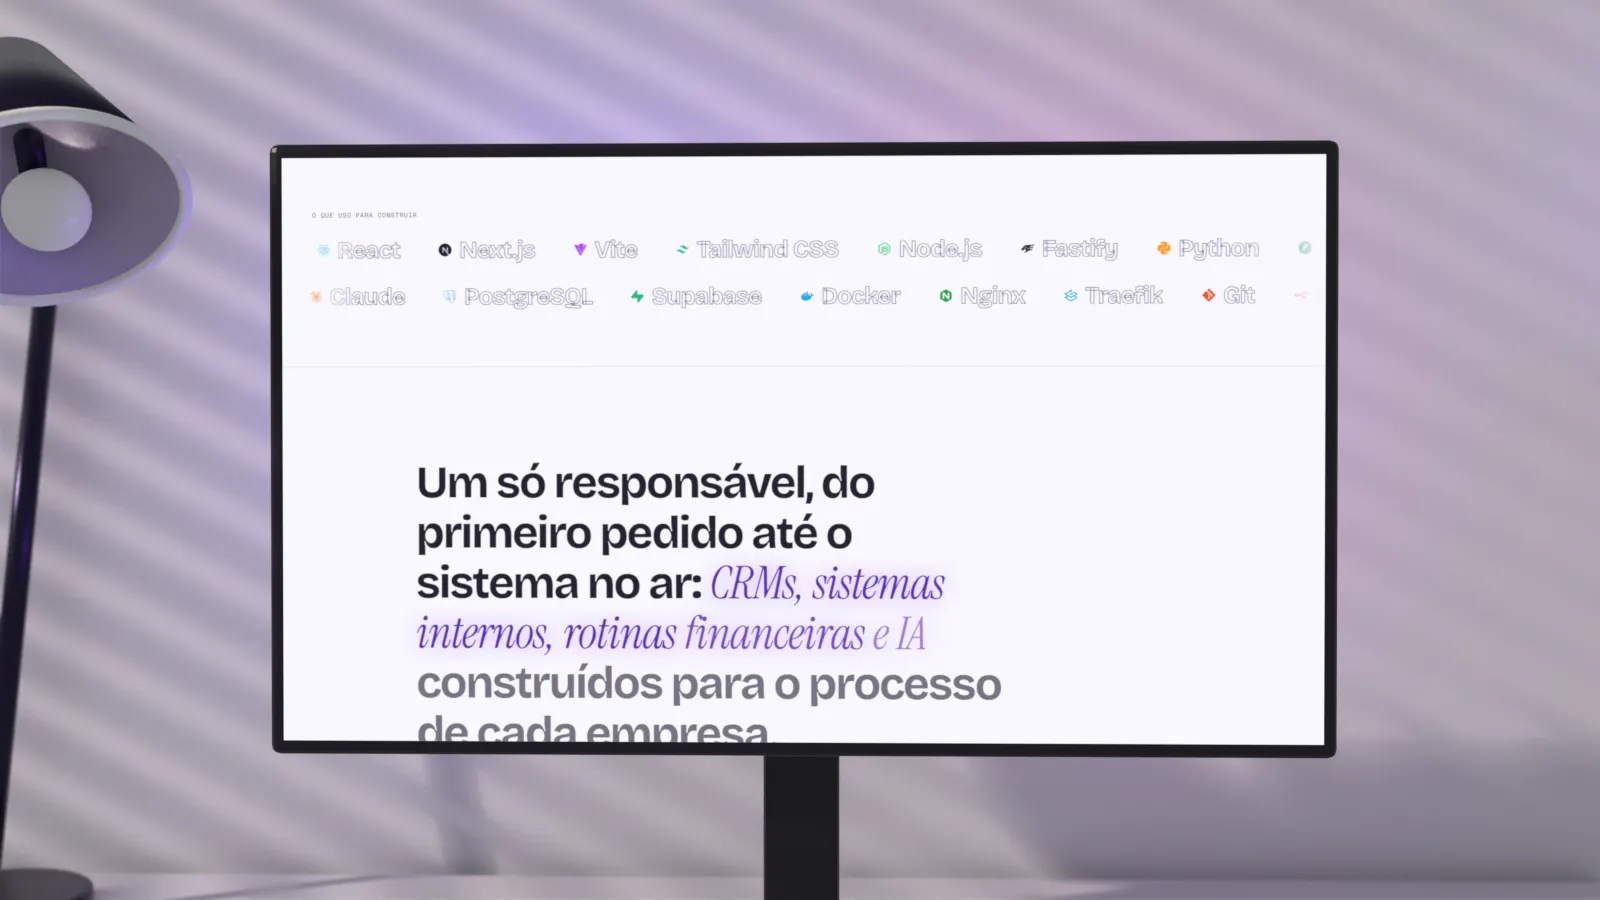 O QUE USO PARA CONSTRUIR
React Next.js Vite Tailwind CSS Node.js Fastify Python
Claude PostgreSQL Supabase Docker Nginx Traefik Git
Um só responsável, do
primeiro pedido até o
sistema no ar: CRMs, sistemas
internos, rotinas financeiras e IA
construídos para o processo
de cada empresa.